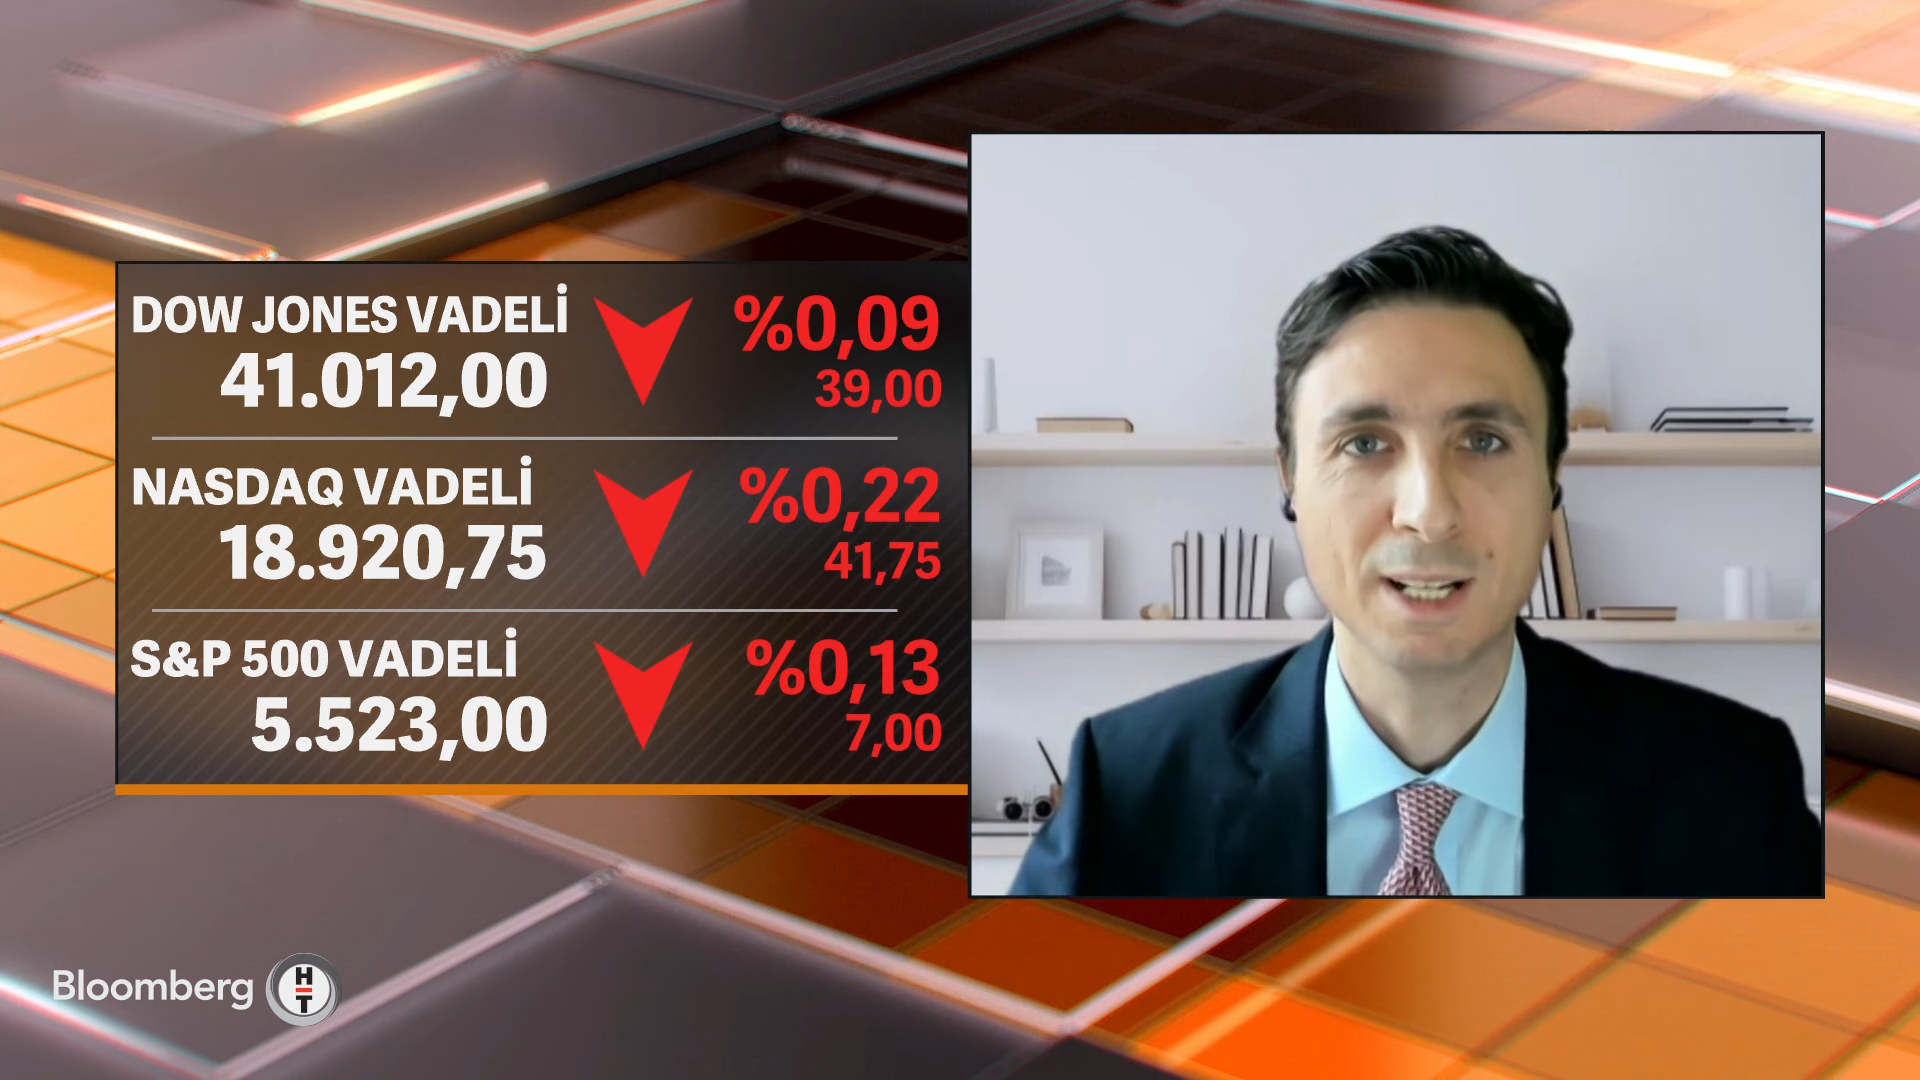 DOW JONES VADELİ
%0,09
41.012,00
39,00
NASDAQ VADELİ
%0,22
18.920,75
41,75
S&P 500 VADELİ
%0,13
5.523,00
7,00
Bloomberg HT